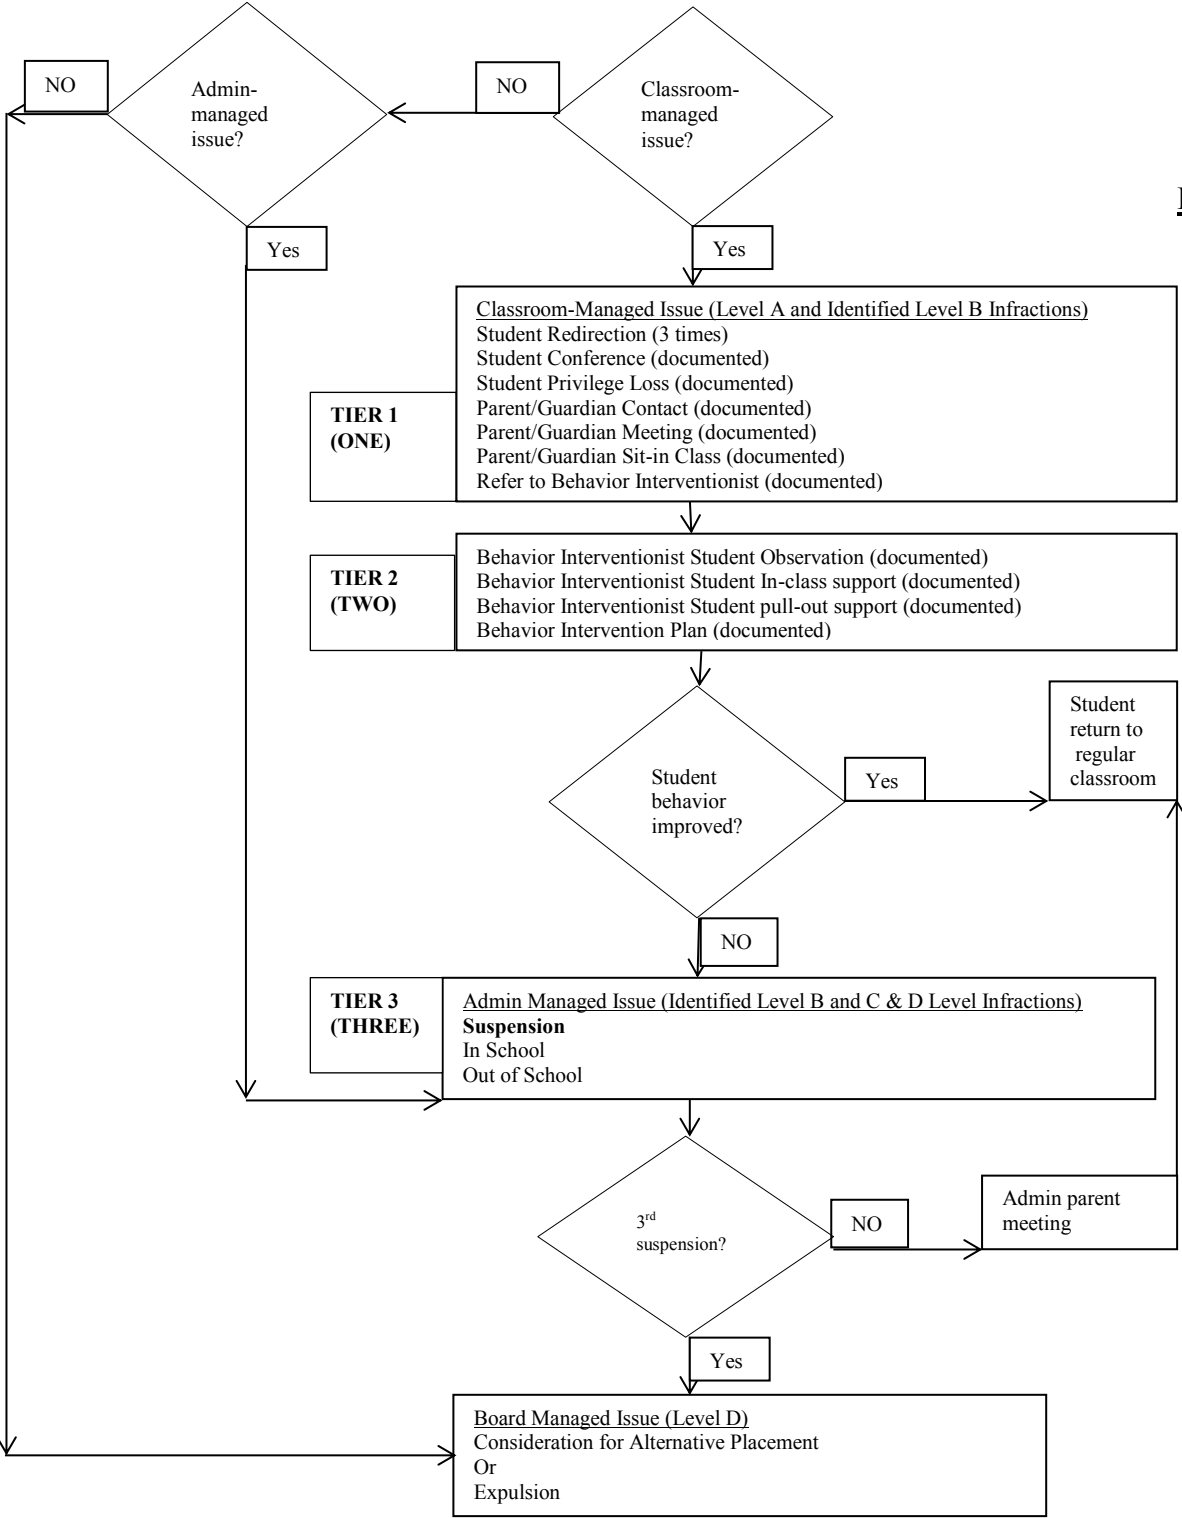 NO
Admin-
managed
issue?
NO
Classroom-
managed
issue?
Yes
Yes
Classroom-Managed Issue (Level A and Identified Level B Infractions)
Student Redirection (3 times)
Student Conference (documented)
Student Privilege Loss (documented)
Parent/Guardian Contact (documented)
Parent/Guardian Meeting (documented)
Parent/Guardian Sit-in Class (documented)
Refer to Behavior Interventionist (documented)
TIER 1
(ONE)
Behavior Interventionist Student Observation (documented)
Behavior Interventionist Student In-class support (documented)
Behavior Interventionist Student pull-out support (documented)
Behavior Intervention Plan (documented)
TIER 2
(TWO)
Student
behavior
improved?
Yes
Student
return to
regular
classroom
NO
TIER 3
(THREE)
Admin Managed Issue (Identified Level B and C & D Level Infractions)
Suspension
In School
Out of School
3rd
suspension?
NO
Admin parent
meeting
Yes
Board Managed Issue (Level D)
Consideration for Alternative Placement
Or
Expulsion